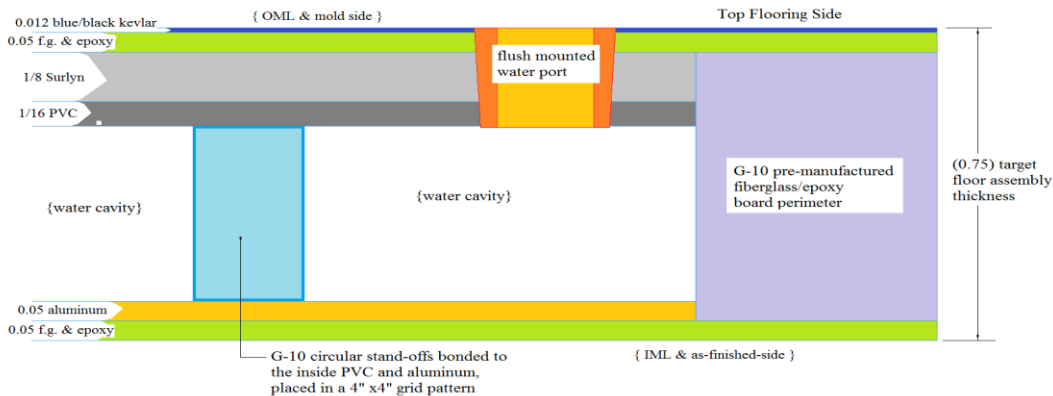 { OML & mold side }
Top Flooring Side
0.012 blue/black kevlar
0.05 f.g. & epoxy
flush mounted
water port
1/8 Surlyn
1/16 PVC
G-10 pre-manufactured
fiberglass/epoxy
board perimeter
(0.75) target
floor assembly
thickness
{water cavity}
{water cavity}
0.05 aluminum
0.05 f.g. & epoxy
G-10 circular stand-offs bonded to
the inside PVC and aluminum,
placed in a 4" x4" grid pattern
{ IML & as-finished-side }